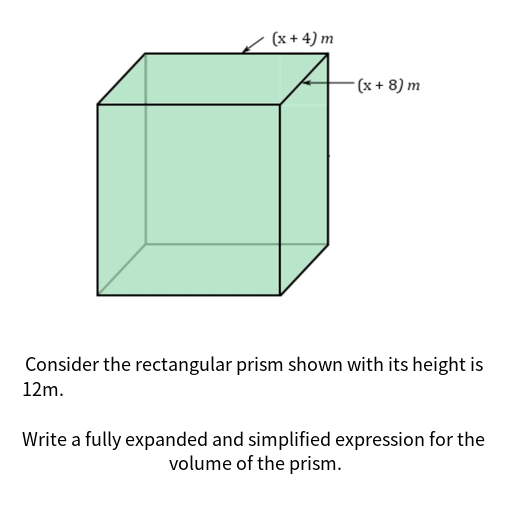 (x + 4) m
(x + 8) m
Consider the rectangular prism shown with its height is
12m.
Write a fully expanded and simplified expression for the
volume of the prism.